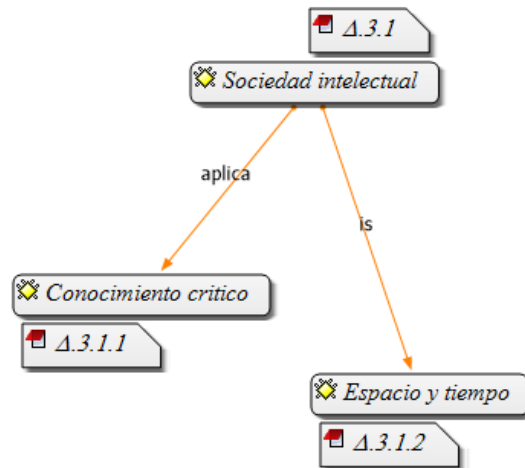 Δ.3.1
Sociedad intelectual
aplica
is
Conocimiento critico
Δ.3.1.1
Espacio y tiempo
Δ.3.1.2